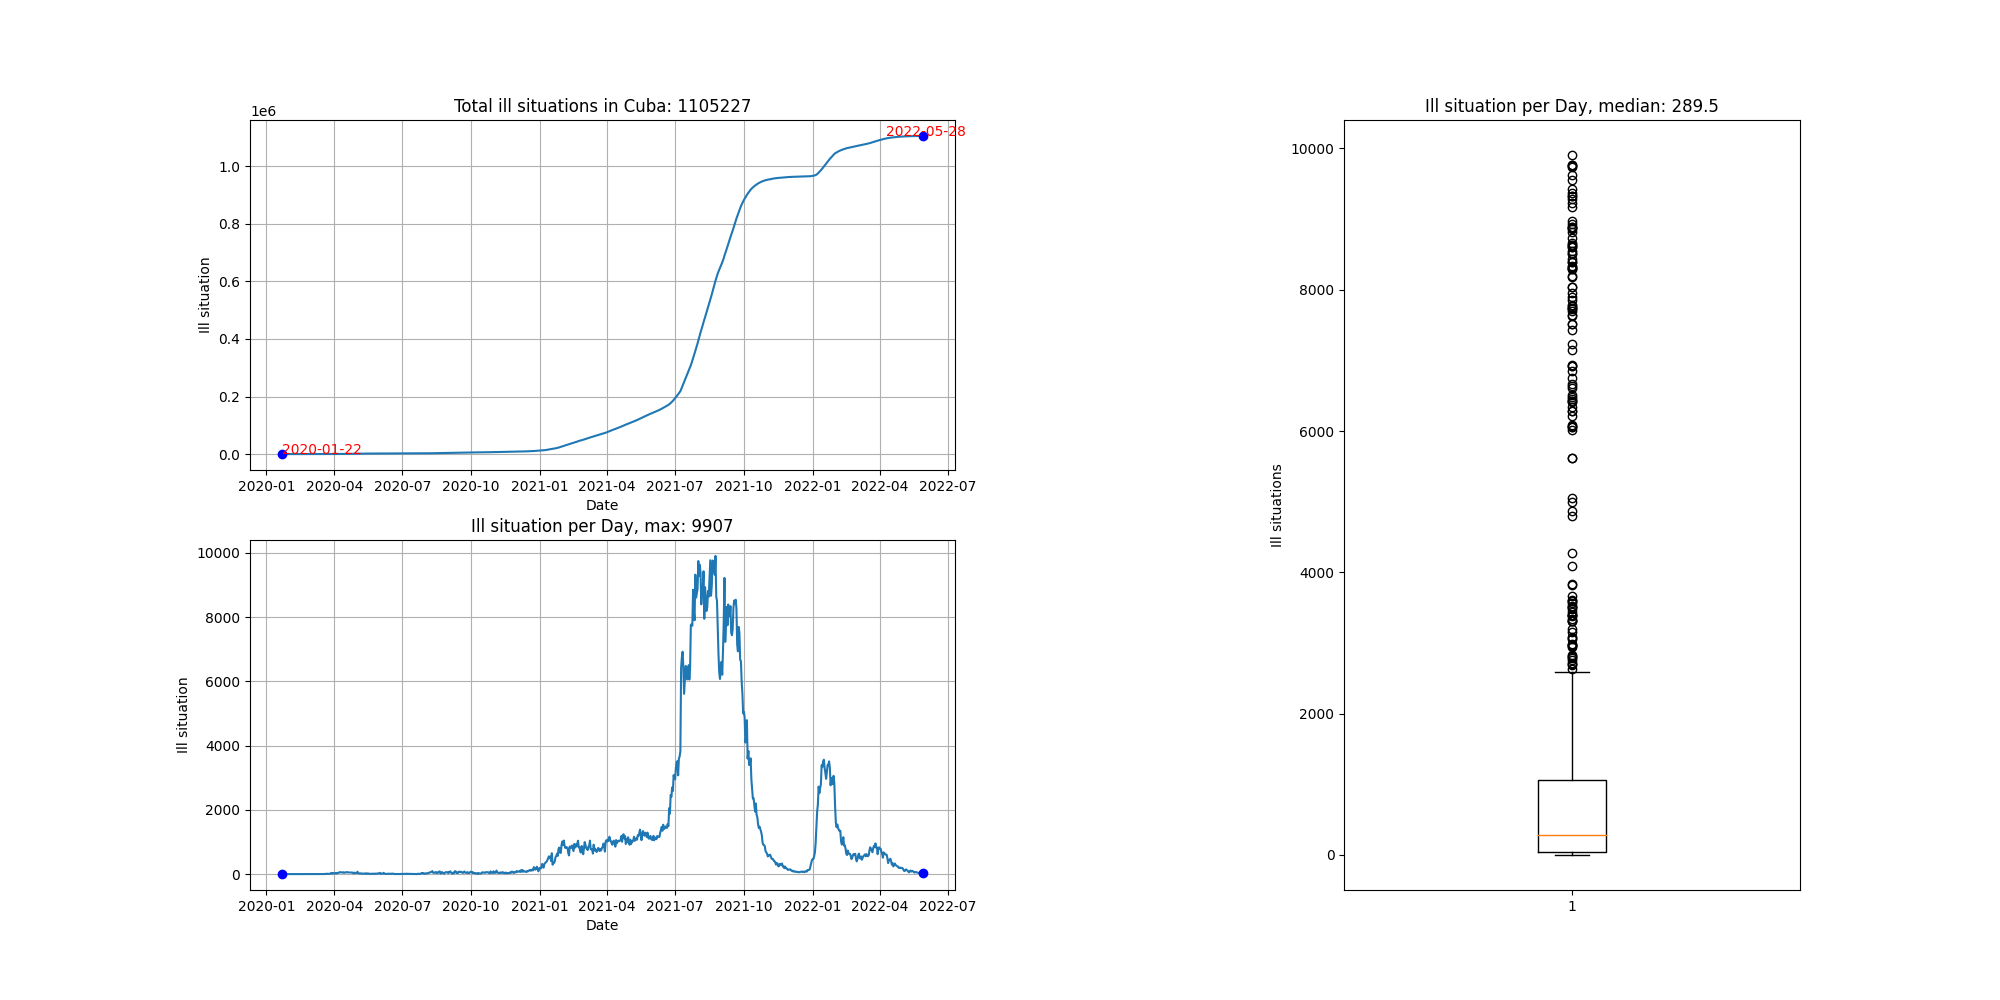 Total ill situations in Cuba: 1105227
1e6
1.0
0.8
0.6
0.4
0.2
0.0
Ill situation
2020-01-22
2022-05-28
2020-01 2020-04 2020-07 2020-10 2021-01 2021-04 2021-07 2021-10 2022-01 2022-04 2022-07
Date
Ill situation per Day, max: 9907
10000
8000
6000
4000
2000
0
Ill situation
2020-01 2020-04 2020-07 2020-10 2021-01 2021-04 2021-07 2021-10 2022-01 2022-04 2022-07
Date
Ill situation per Day, median: 289.5
10000
8000
6000
4000
2000
0
Ill situations
1